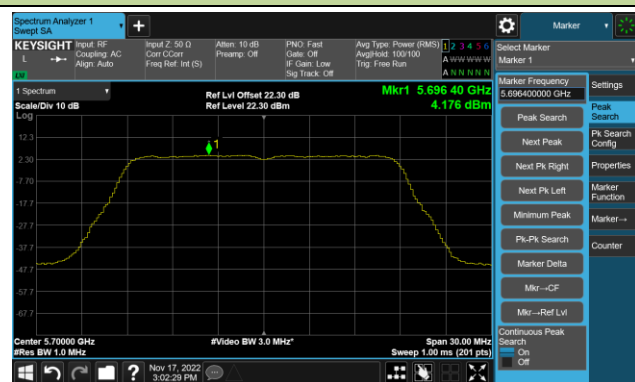 Spectrum Analyzer 1
Swept SA
Marker
KEYSIGHT
L
LW
Input: RF
Coupling: AC
Align: Auto
Input Z: 50 Ω
Corr CCorr
Freq Ref: Int (S)
Atten: 10 dB
Preamp: Off
PNO: Fast
Gate: Off
IF Gain: Low
Sig Track: Off
Avg Type: Power (RMS)
Avg|Hold: 100/100
Trig: Free Run
1 2 3 4 5 6
A W W W W W
A N N N N N
Select Marker
Marker 1
1 Spectrum
Scale/Div 10 dB
Log
Ref Lvl Offset 22.30 dB
Ref Level 22.30 dBm
Mkr1 5.696 40 GHz
4.176 dBm
12.3
2.30
-7.70
-17.7
-27.7
-37.7
-47.7
-57.7
-67.7
1
Center 5.70000 GHz
#Res BW 1.0 MHz
#Video BW 3.0 MHz*
Span 30.00 MHz
Sweep 1.00 ms (201 pts)
Marker Frequency
5.696400000 GHz
Peak Search
Next Peak
Next Pk Right
Next Pk Left
Minimum Peak
Pk-Pk Search
Marker Delta
Mkr→CF
Mkr→Ref Lvl
Continuous Peak
Search
On
Off
Settings
Peak
Search
Pk Search
Config
Properties
Marker
Function
Marker→
Counter
?
Nov 17, 2022
3:02:29 PM